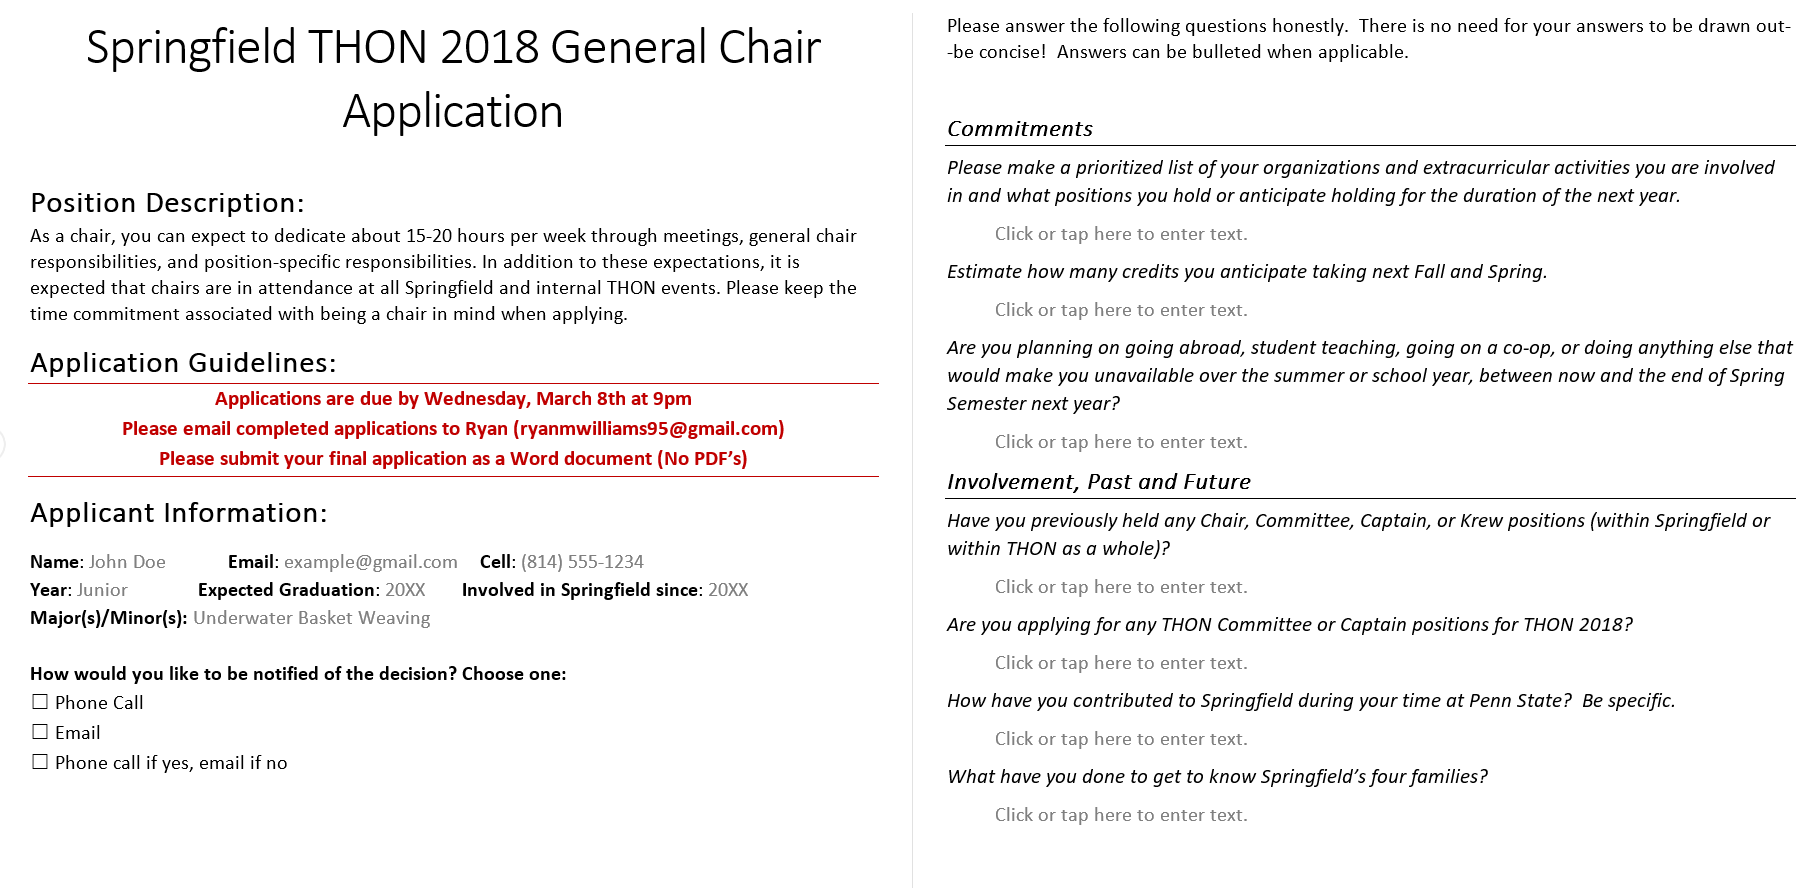 Springfield THON 2018 General Chair
Application
Position Description:
As a chair, you can expect to dedicate about 15-20 hours per week through meetings, general chair
responsibilities, and position-specific responsibilities. In addition to these expectations, it is
expected that chairs are in attendance at all Springfield and internal THON events. Please keep the
time commitment associated with being a chair in mind when applying.
Application Guidelines:
Applications are due by Wednesday, March 8th at 9pm
Please email completed applications to Ryan (ryanmwilliams95@gmail.com)
Please submit your final application as a Word document (No PDF’s)
Applicant Information:
Name: John Doe Email: example@gmail.com Cell: (814) 555-1234
Year: Junior Expected Graduation: 20XX Involved in Springfield since: 20XX
Major(s)/Minor(s): Underwater Basket Weaving
How would you like to be notified of the decision? Choose one:
☐ Phone Call
☐ Email
☐ Phone call if yes, email if no
Please answer the following questions honestly.  There is no need for your answers to be drawn out-
-be concise!  Answers can be bulleted when applicable.
Commitments
Please make a prioritized list of your organizations and extracurricular activities you are involved
in and what positions you hold or anticipate holding for the duration of the next year.
Click or tap here to enter text.
Estimate how many credits you anticipate taking next Fall and Spring.
Click or tap here to enter text.
Are you planning on going abroad, student teaching, going on a co-op, or doing anything else that
would make you unavailable over the summer or school year, between now and the end of Spring
Semester next year?
Click or tap here to enter text.
Involvement, Past and Future
Have you previously held any Chair, Committee, Captain, or Krew positions (within Springfield or
within THON as a whole)?
Click or tap here to enter text.
Are you applying for any THON Committee or Captain positions for THON 2018?
Click or tap here to enter text.
How have you contributed to Springfield during your time at Penn State?  Be specific.
Click or tap here to enter text.
What have you done to get to know Springfield’s four families?
Click or tap here to enter text.